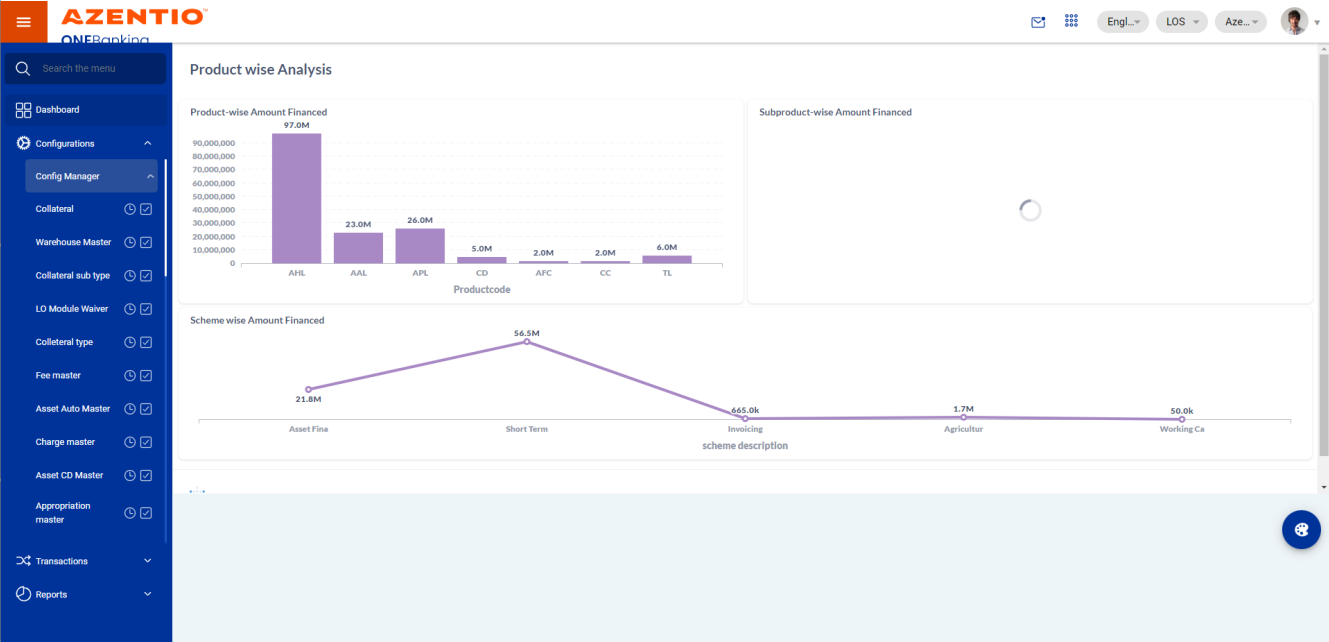 AZENTIO
ONEBanking
Engl...
LOS
Aze...
Search the menu
Dashboard
Configurations
Config Manager
Collateral
Warehouse Master
Collateral sub type
LO Module Waiver
Colleteral type
Fee master
Asset Auto Master
Charge master
Asset CD Master
Appropriation
master
Transactions
Reports
Product wise Analysis
Product-wise Amount Financed
97.0M
90,000,000
80,000,000
70,000,000
60,000,000
50,000,000
40,000,000
30,000,000
20,000,000
10,000,000
0
23.0M
26.0M
5.0M
2.0M
2.0M
6.0M
AHL AAL APL CD AFC CC TL
Productcode
Subproduct-wise Amount Financed
Scheme wise Amount Financed
56.5M
21.8M
665.0k
1.7M
50.0k
Asset Fina Short Term Invoicing Agricultur Working Ca
scheme description